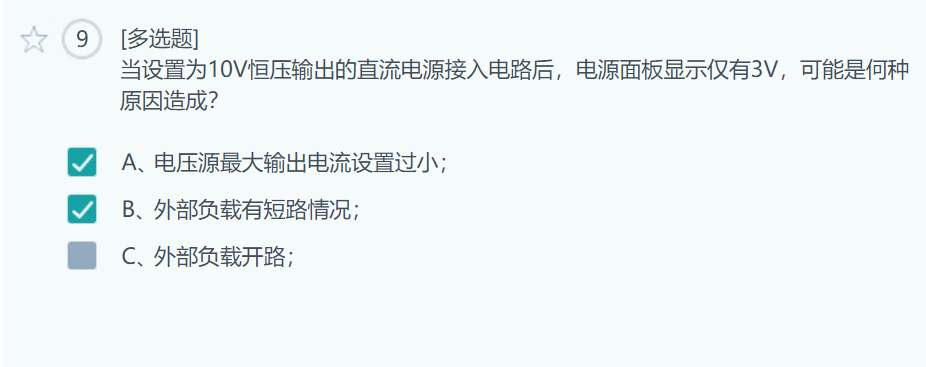 9 [多选题]
当设置为10V恒压输出的直流电源接入电路后，电源面板显示仅有3V，可能是何种
原因造成？
A、电压源最大输出电流设置过小；
B、外部负载有短路情况；
C、外部负载开路；